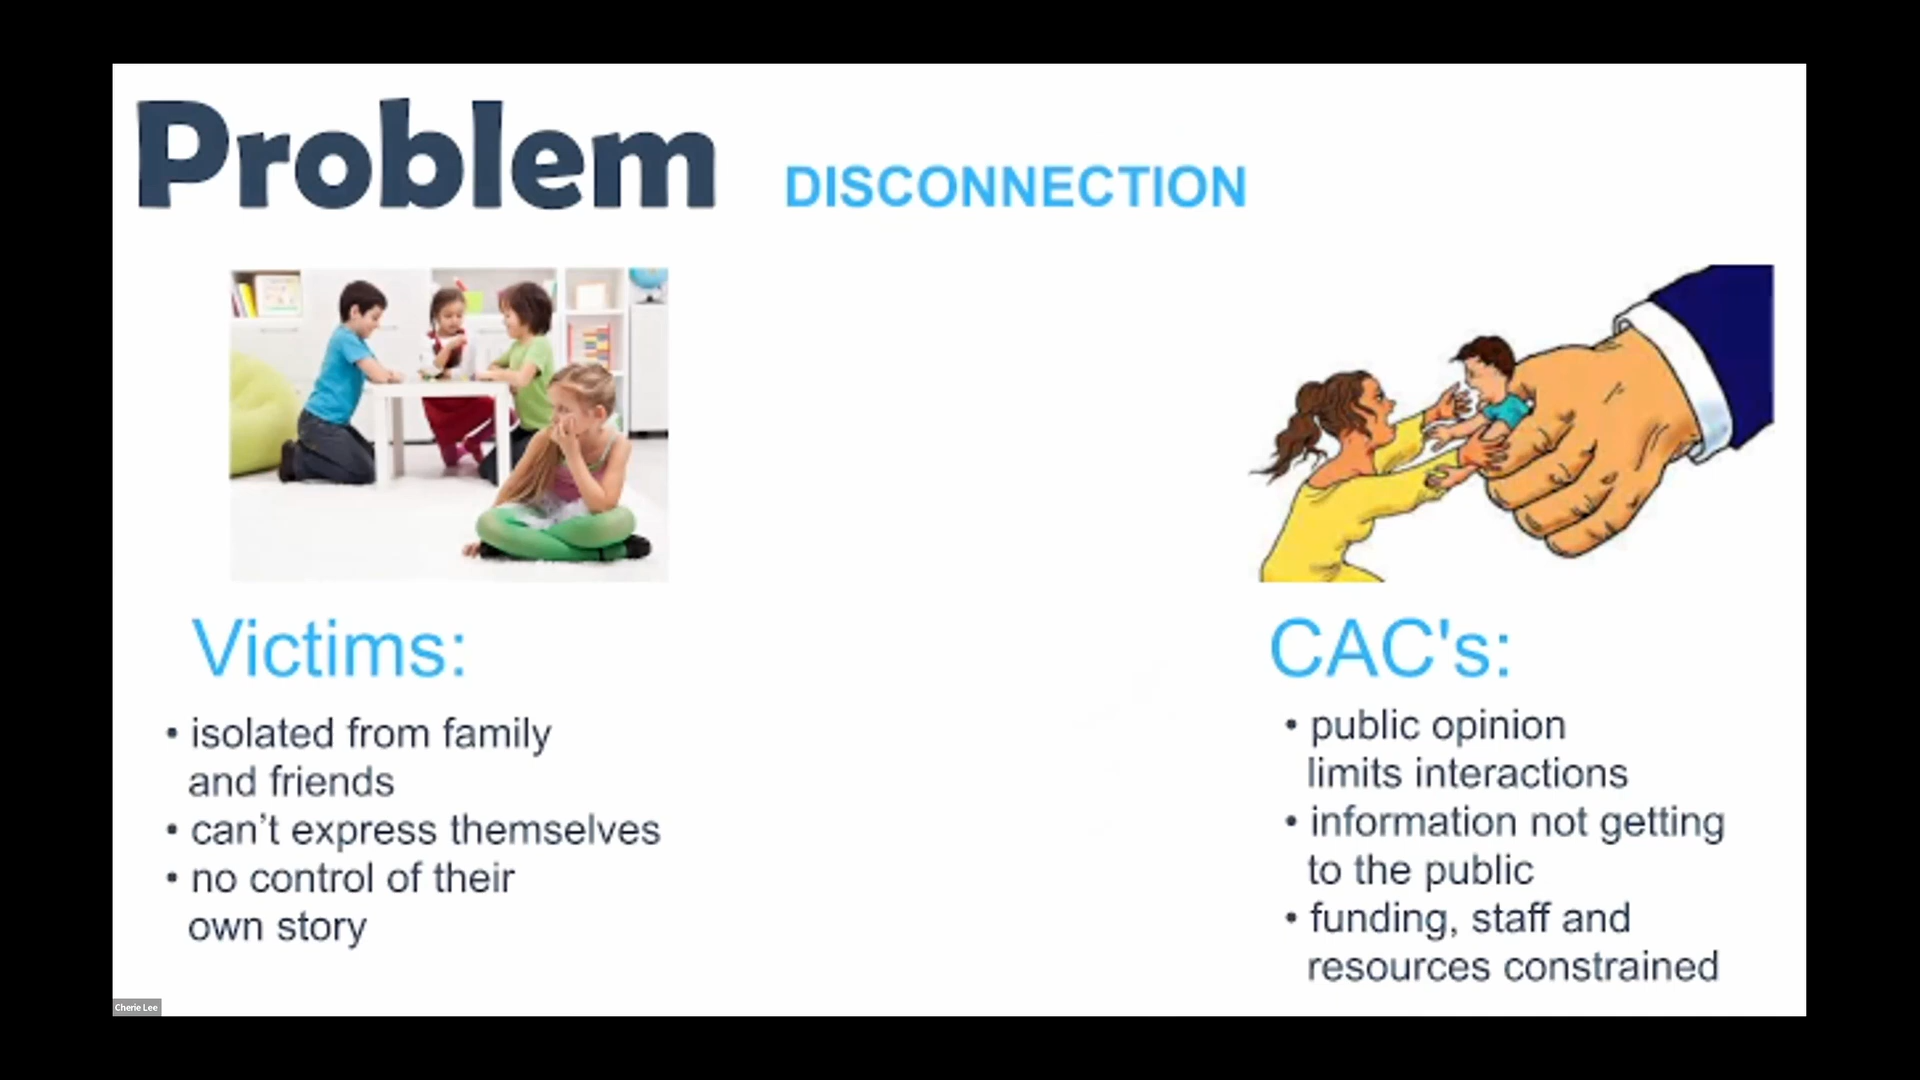 Problem
DISCONNECTION
Victims:
• isolated from family
and friends
• can’t express themselves
• no control of their
own story
CAC's:
• public opinion
limits interactions
• information not getting
to the public
• funding, staff and
resources constrained
Cherie Lee